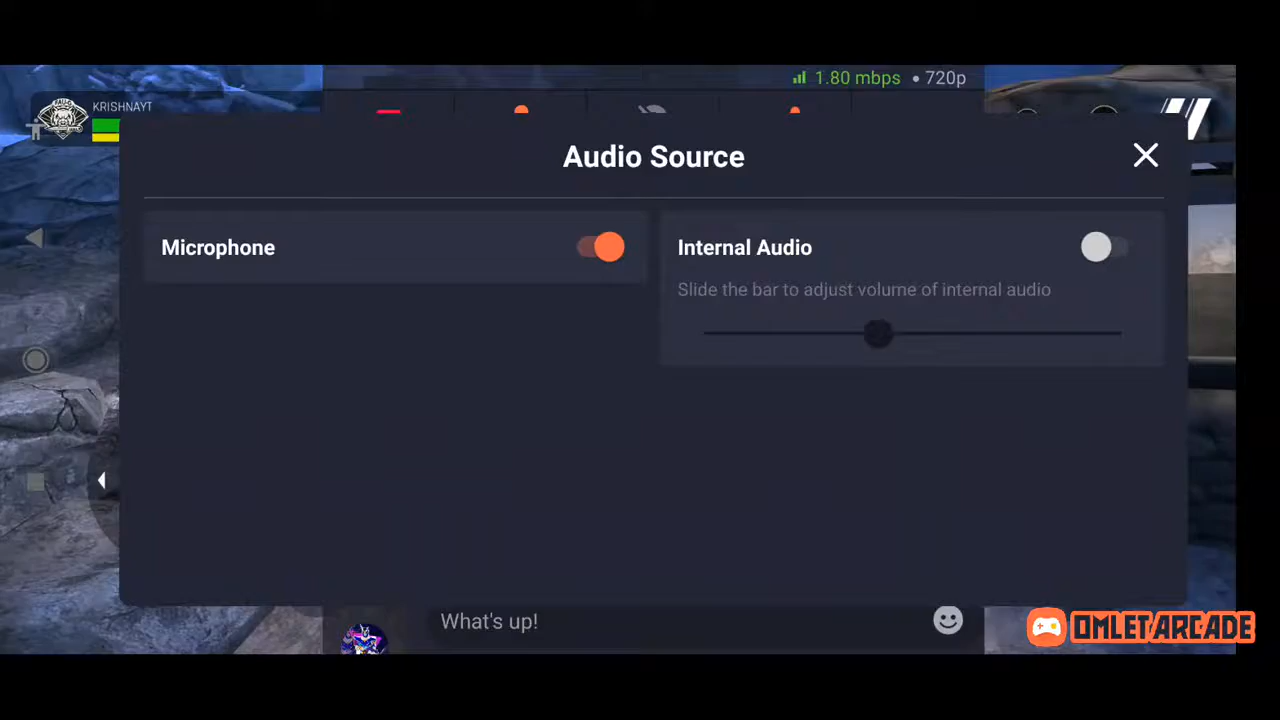 1.80 mbps • 720p
KRISHNAYT
Audio Source
Microphone
Internal Audio
Slide the bar to adjust volume of internal audio
What's up!
OMLET ARCADE